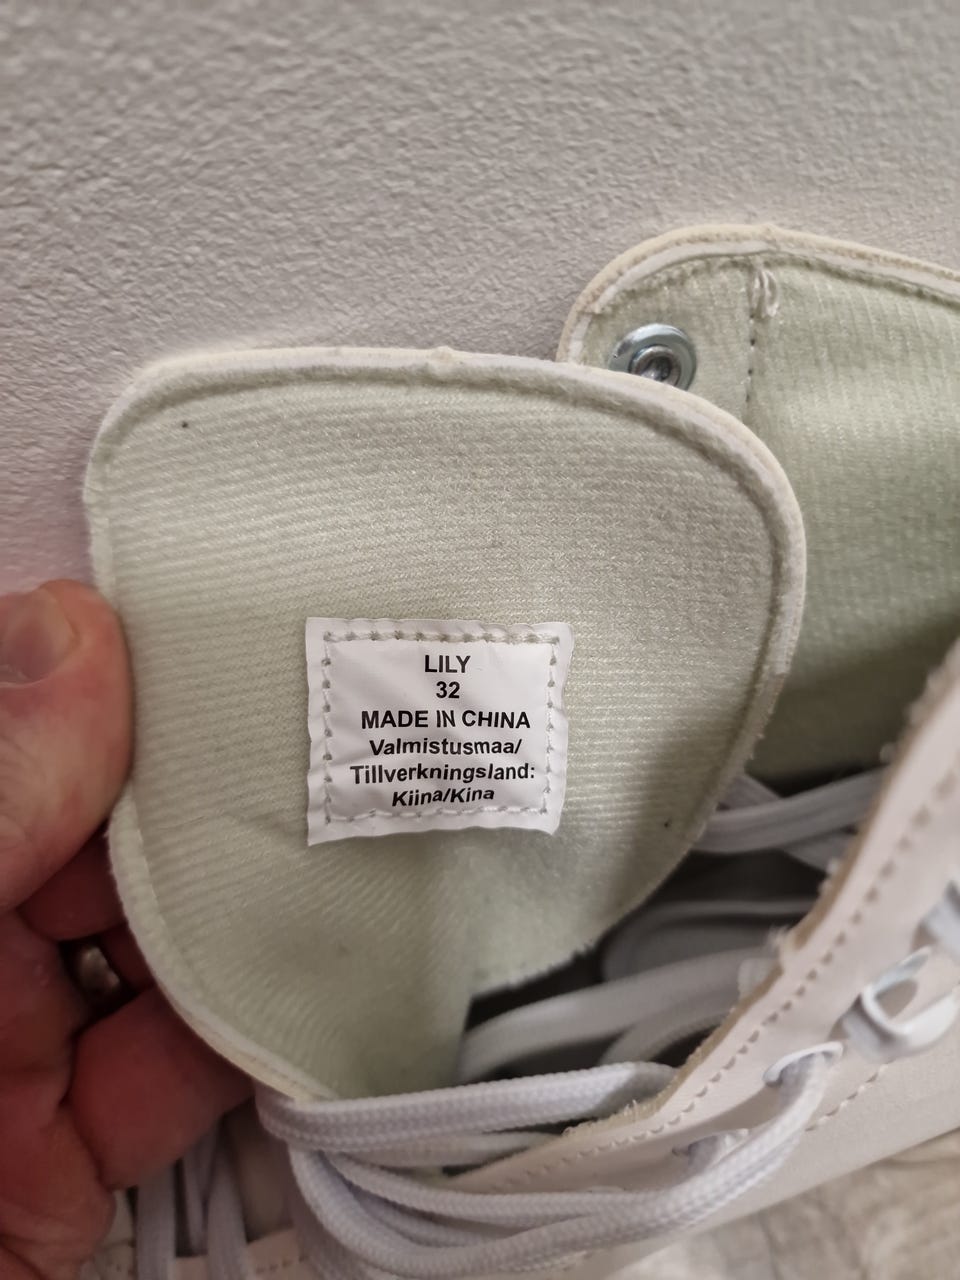 LILY
32
MADE IN CHINA
Valmistusmaa/
Tillverkningsland:
Kiina/Kina